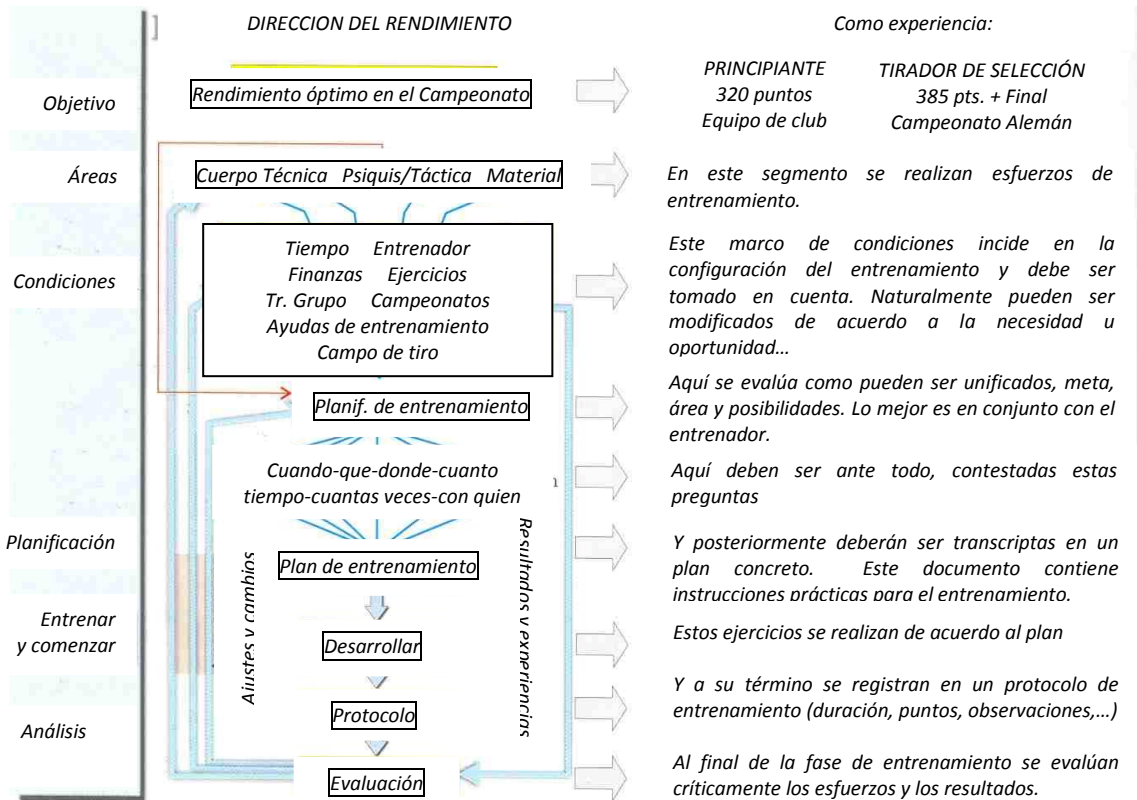 DIRECCION DEL RENDIMIENTO
Como experiencia:
Objetivo
Rendimiento óptimo en el Campeonato
PRINCIPIANTE
320 puntos
Equipo de club
TIRADOR DE SELECCIÓN
385 pts. + Final
Campeonato Alemán
Áreas
Cuerpo Técnica Psiquis/Táctica Material
En este segmento se realizan esfuerzos de
entrenamiento.
Condiciones
Tiempo Entrenador
Finanzas Ejercicios
Tr. Grupo Campeonatos
Ayudas de entrenamiento
Campo de tiro
Este marco de condiciones incide en la
configuración del entrenamiento y debe ser
tomado en cuenta. Naturalmente pueden ser
modificados de acuerdo a la necesidad u
oportunidad…
Planif. de entrenamiento
Aquí se evalúa como pueden ser unificados, meta,
área y posibilidades. Lo mejor es en conjunto con el
entrenador.
Cuando-que-donde-cuanto
tiempo-cuantas veces-con quien
Aquí deben ser ante todo, contestadas estas
preguntas
Planificación
Plan de entrenamiento
Y posteriormente deberán ser transcriptas en un
plan concreto. Este documento contiene
instrucciones prácticas para el entrenamiento.
Ajustes y cambios
Resultados y experiencias
Entrenar
y comenzar
Desarrollar
Estos ejercicios se realizan de acuerdo al plan
Análisis
Protocolo
Y a su término se registran en un protocolo de
entrenamiento (duración, puntos, observaciones,…)
Evaluación
Al final de la fase de entrenamiento se evalúan
críticamente los esfuerzos y los resultados.